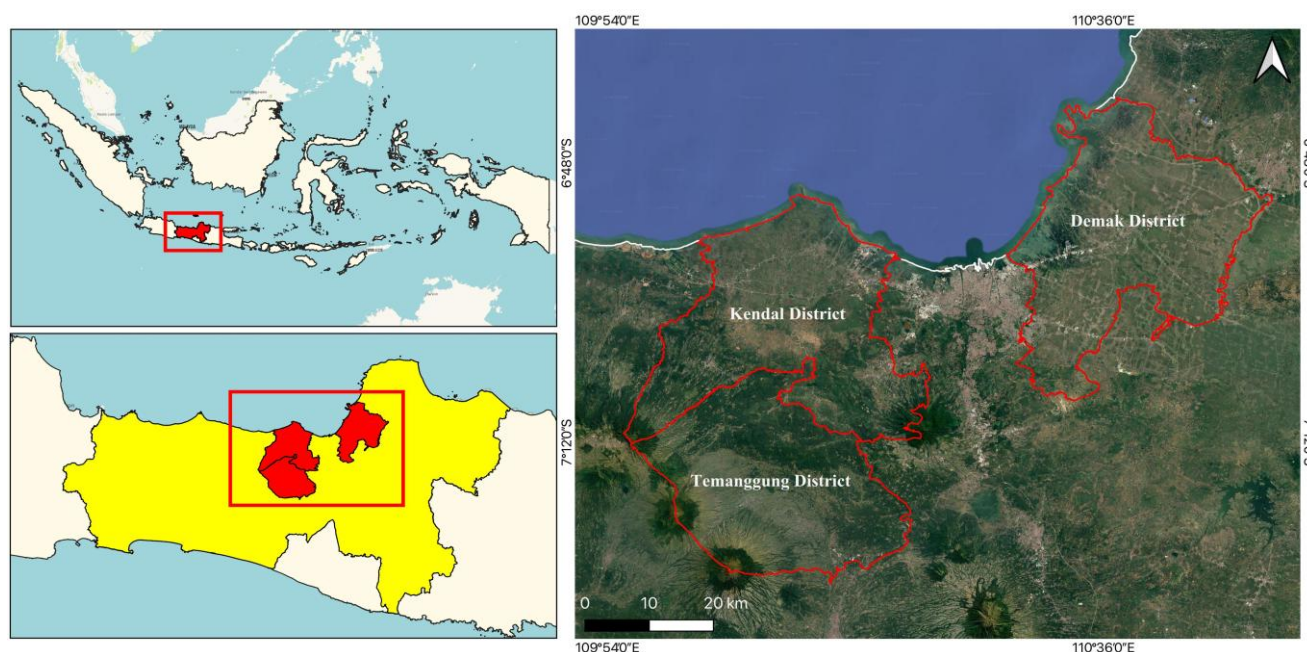 109°54′0″E
110°36′0″E
6°48′0″S
Demak District
Kendal District
7°12′0″S
Temanggung District
0 10 20 km
109°54′0″E
110°36′0″E